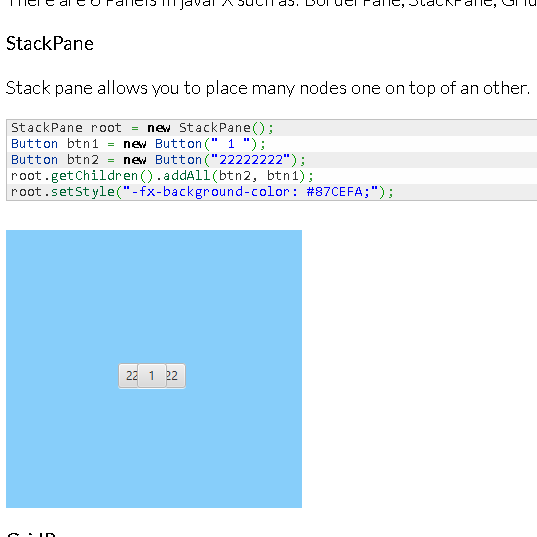 There are 6 Panels in JavaFX such as: BorderPane, StackPane, Grid
StackPane
Stack pane allows you to place many nodes one on top of an other.
StackPane root = new StackPane();
Button btn1 = new Button(" 1 ");
Button btn2 = new Button("22222222");
root.getChildren().addAll(btn2, btn1);
root.setStyle("-fx-background-color: #87CEFA;");
22 1 22